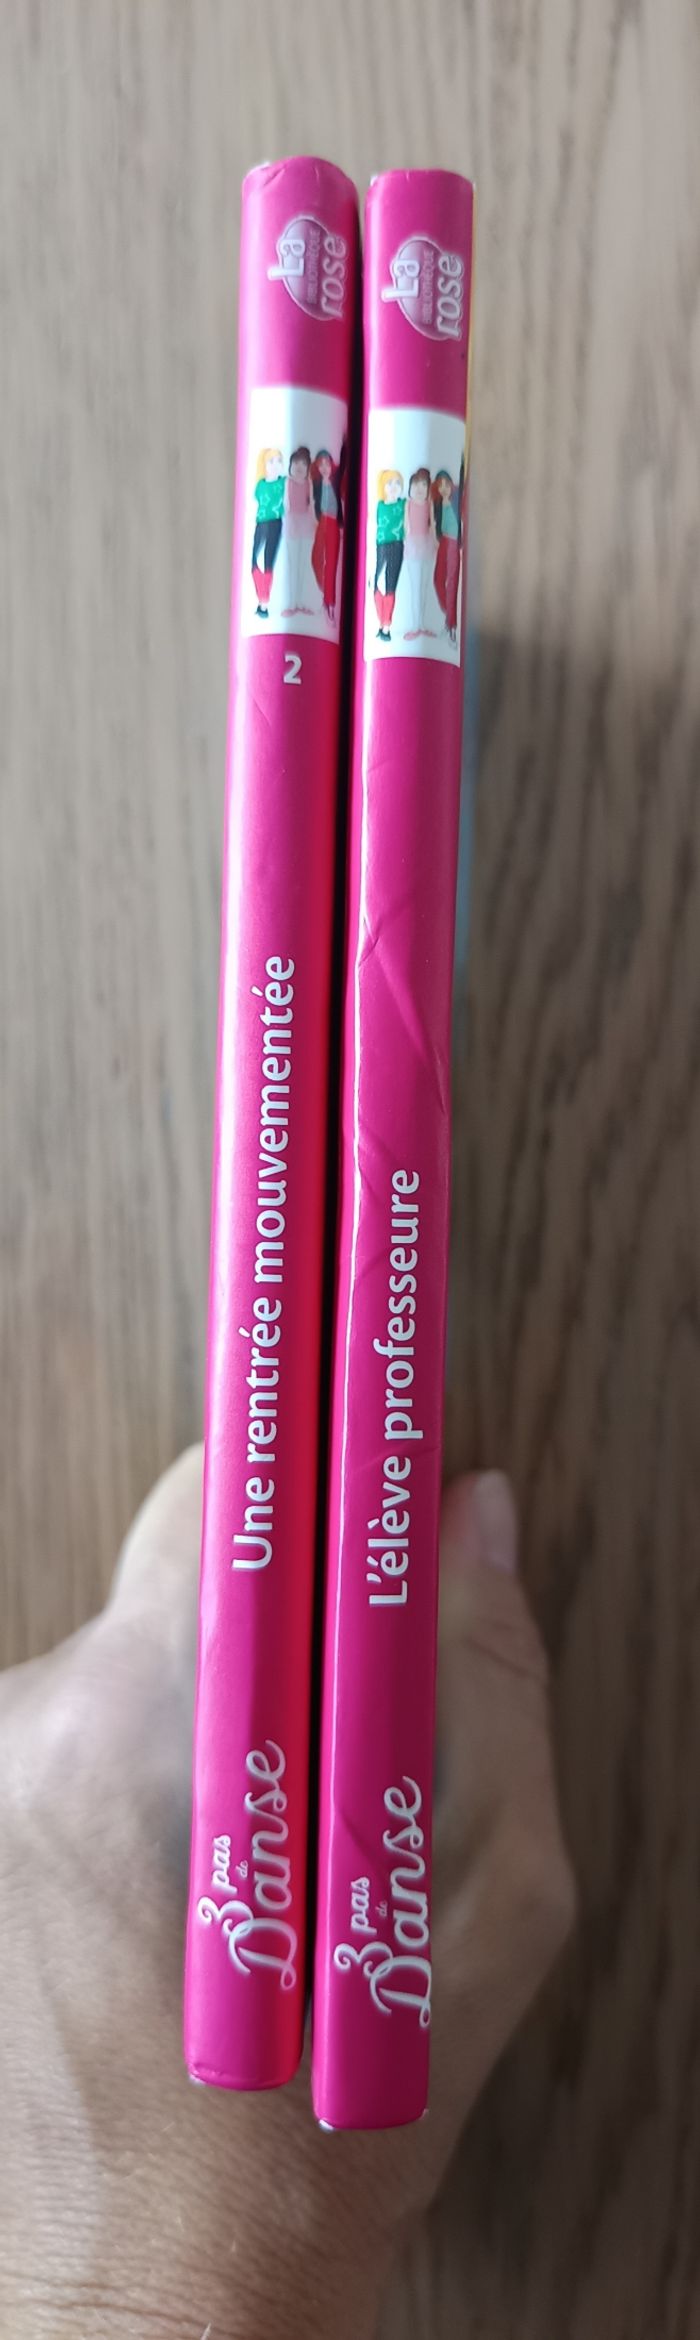 3 pas
de
Danse
Une rentrée mouvementée
2
La
BIBLIOTHÈQUE
rose
3 pas
de
Danse
L'élève professeure
La
BIBLIOTHÈQUE
rose